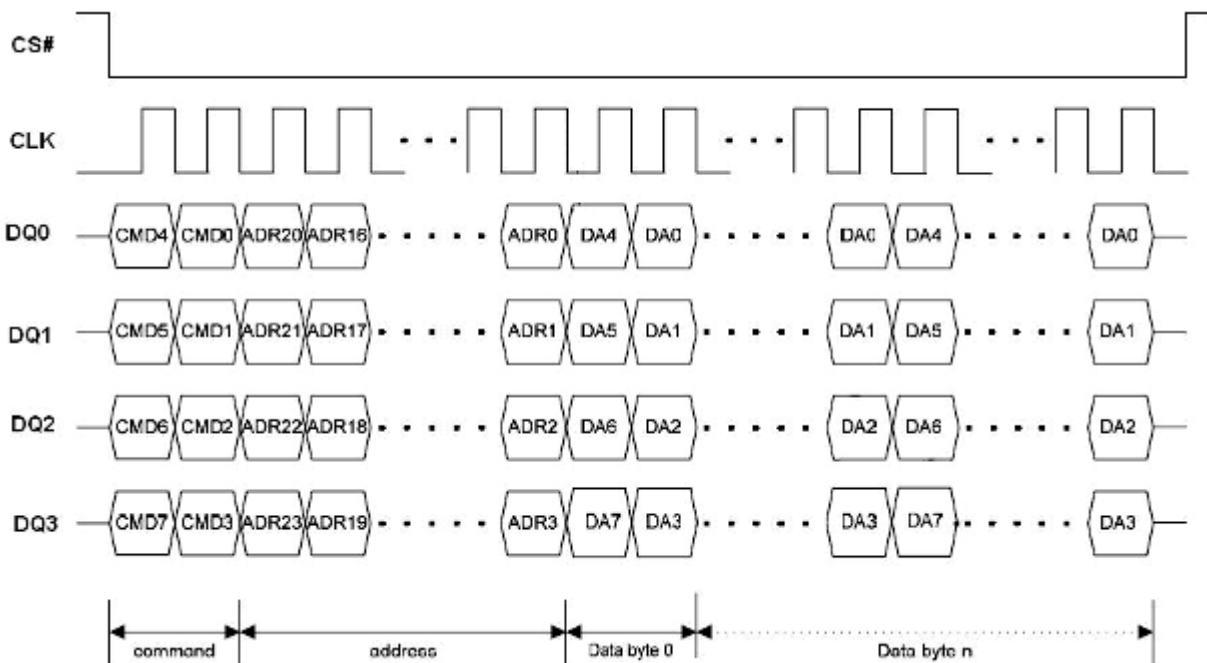 CS#
CLK
DQ0 CMD4 CMD0 ADR20 ADR16 ADR0 DA4 DA0 DA0 DA4 DA0
DQ1 CMD5 CMD1 ADR21 ADR17 ADR1 DA5 DA1 DA1 DA5 DA1
DQ2 CMD6 CMD2 ADR22 ADR18 ADR2 DA6 DA2 DA2 DA6 DA2
DQ3 CMD7 CMD3 ADR23 ADR19 ADR3 DA7 DA3 DA3 DA7 DA3
command address Data byte 0 Data byte n